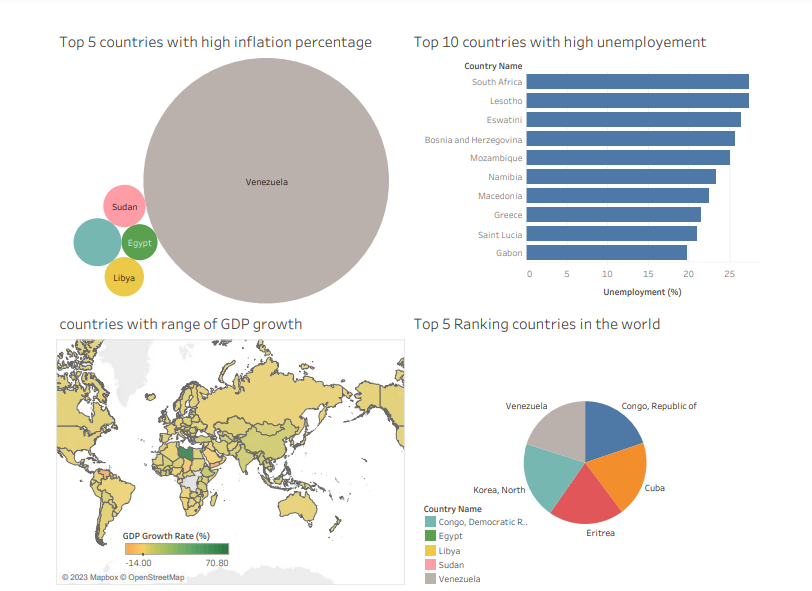 Top 5 countries with high inflation percentage
Venezuela
Sudan
Egypt
Libya
Top 10 countries with high unemployement
Country Name
South Africa
Lesotho
Eswatini
Bosnia and Herzegovina
Mozambique
Namibia
Macedonia
Greece
Saint Lucia
Gabon
0 5 10 15 20 25
Unemployment (%)
countries with range of GDP growth
GDP Growth Rate (%)
-14.00 70.80
© 2023 Mapbox © OpenStreetMap
Top 5 Ranking countries in the world
Venezuela
Congo, Republic of
Korea, North
Cuba
Eritrea
Country Name
Congo, Democratic R..
Egypt
Libya
Sudan
Venezuela